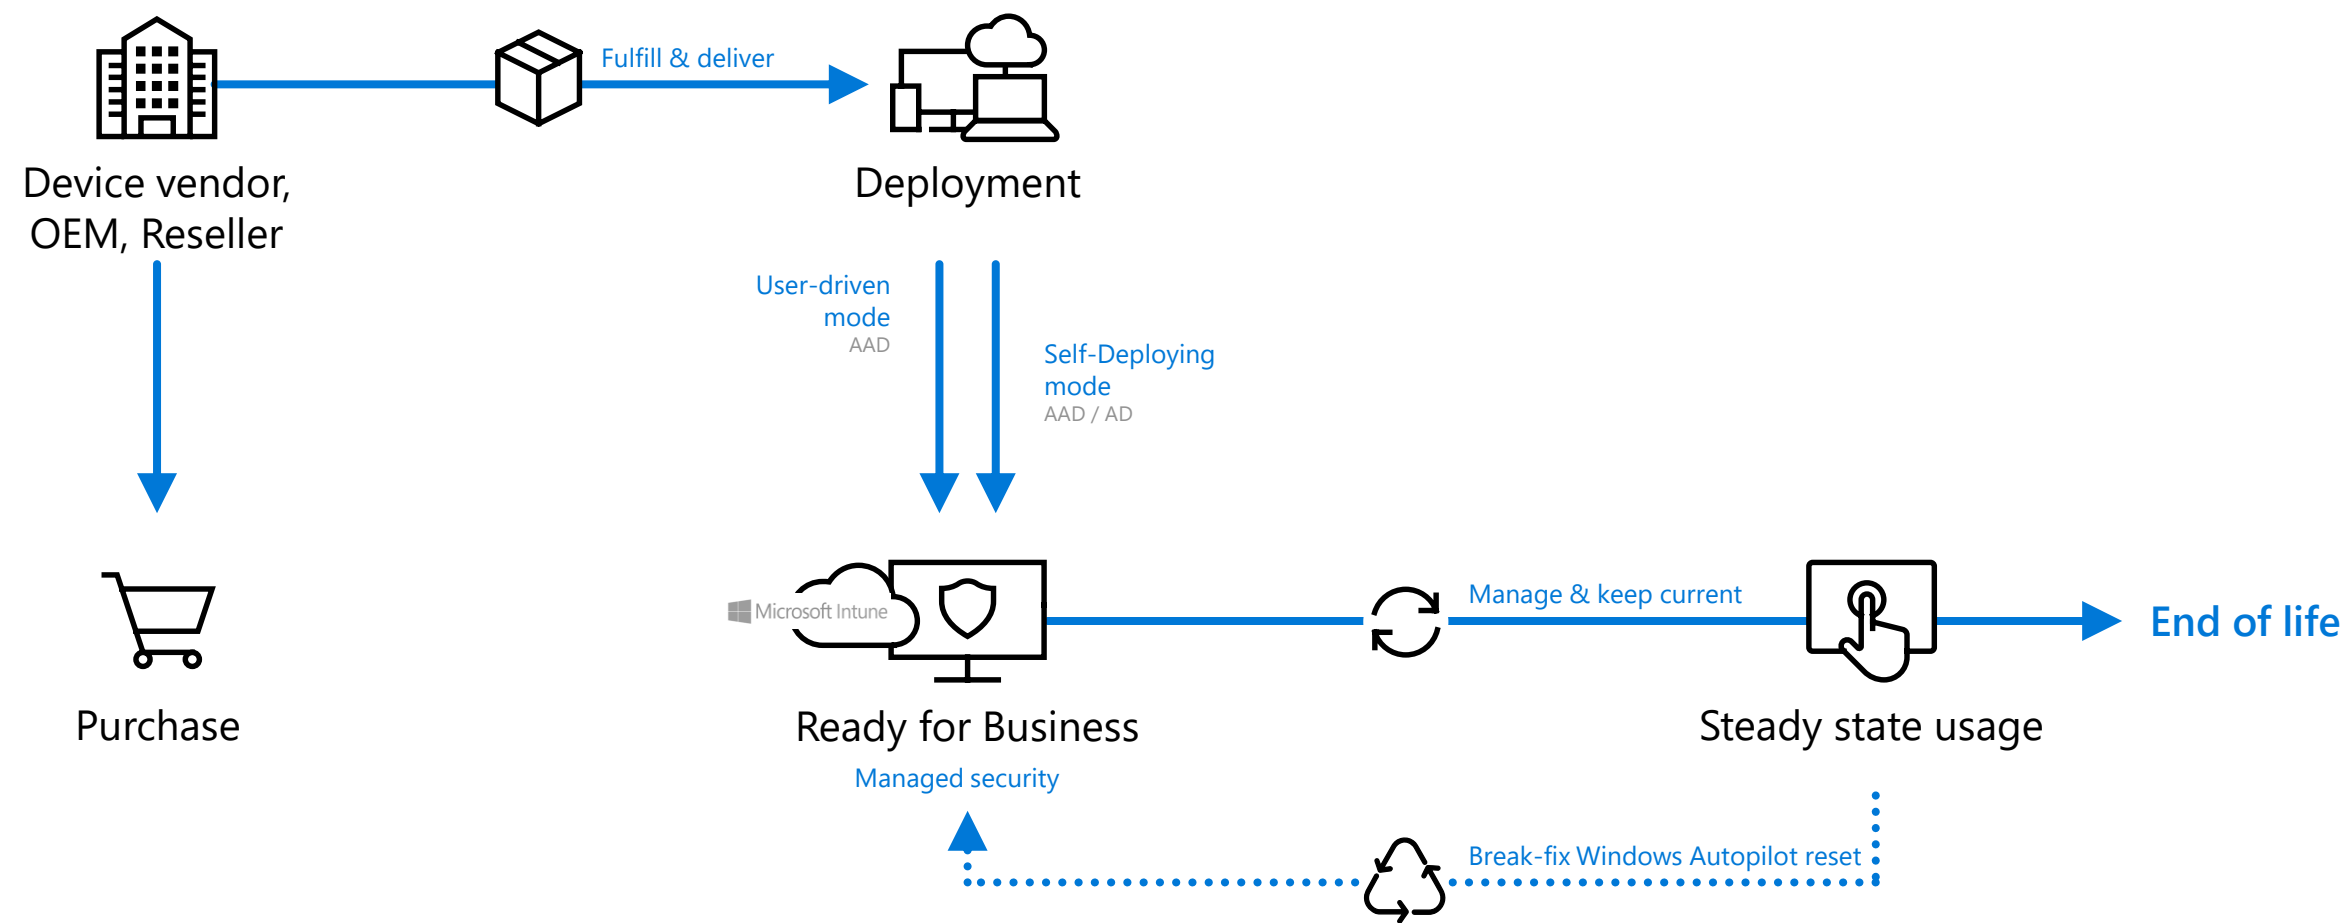 Fulfill & deliver
Device vendor,
OEM, Reseller
Deployment
User-driven
mode
AAD
Self-Deploying
mode
AAD / AD
Microsoft Intune
Manage & keep current
End of life
Purchase
Ready for Business
Managed security
Steady state usage
Break-fix Windows Autopilot reset